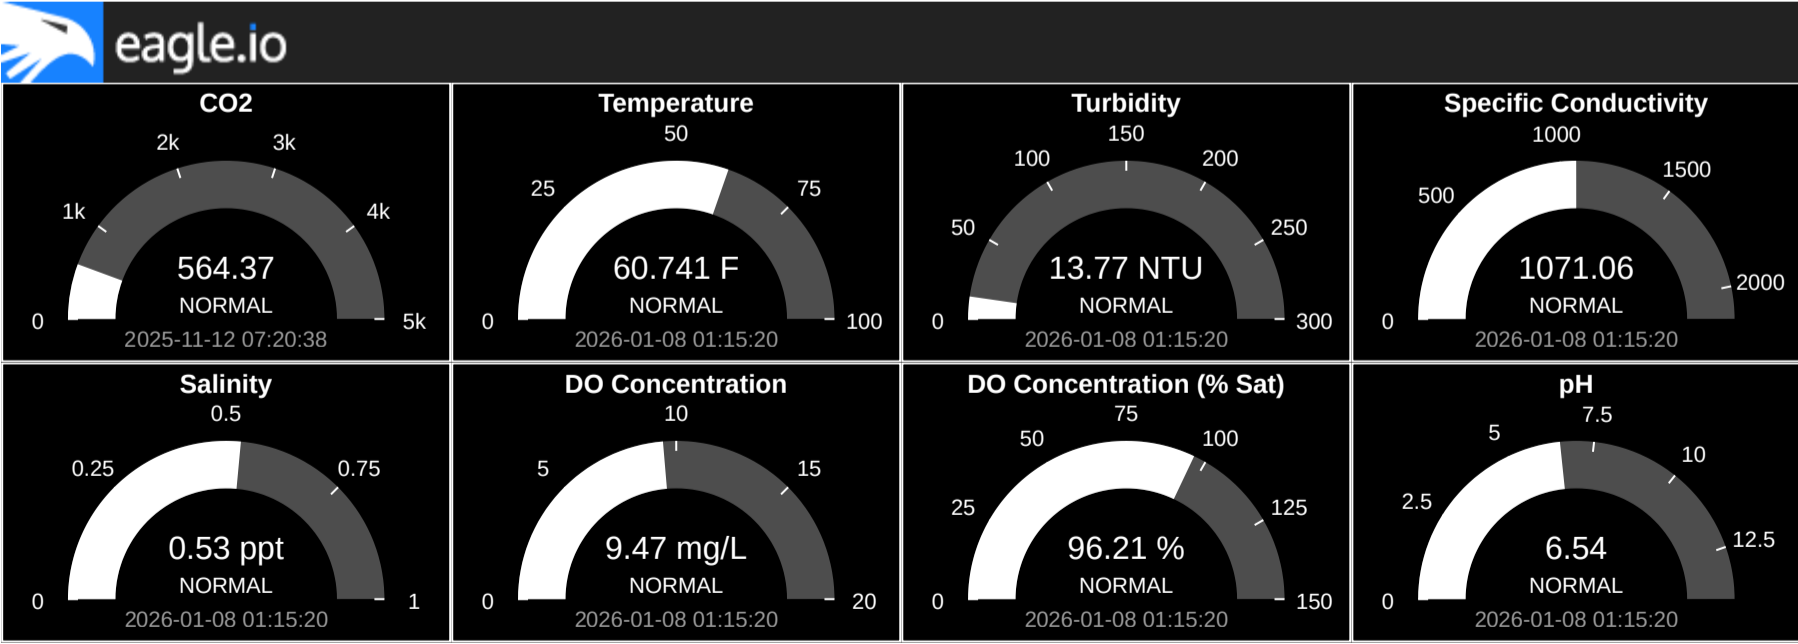 eagle.io
CO2
2k 3k
1k 4k
564.37
NORMAL
0 5k
2025-11-12 07:20:38
Temperature
50
25 75
60.741 F
NORMAL
0 100
2026-01-08 01:15:20
Turbidity
150
100 200
50 250
13.77 NTU
NORMAL
0 300
2026-01-08 01:15:20
Specific Conductivity
1000
500 1500
1071.06
2000
NORMAL
0
2026-01-08 01:15:20
Salinity
0.5
0.25 0.75
0.53 ppt
NORMAL
0 1
2026-01-08 01:15:20
DO Concentration
10
5 15
9.47 mg/L
NORMAL
0 20
2026-01-08 01:15:20
DO Concentration (% Sat)
75
50 100
25 125
96.21 %
NORMAL
0 150
2026-01-08 01:15:20
pH
7.5
5 10
2.5 12.5
6.54
NORMAL
0
2026-01-08 01:15:20